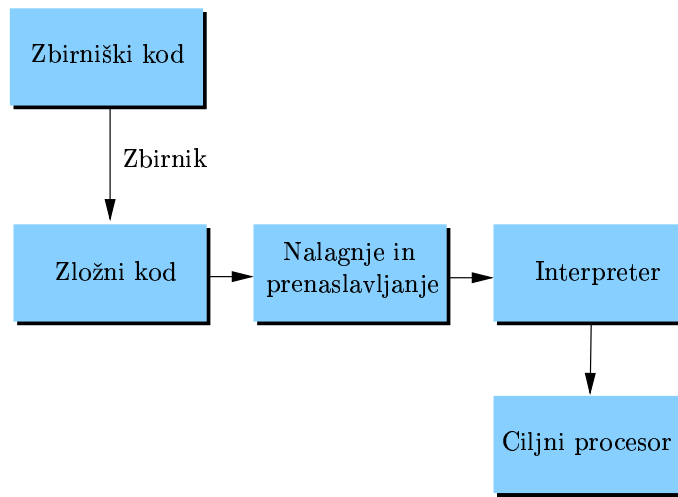 Zbirniški kod
Zbirnik
Zložni kod
Nalagnje in
prenaslavljanje
Interpreter
Ciljni procesor